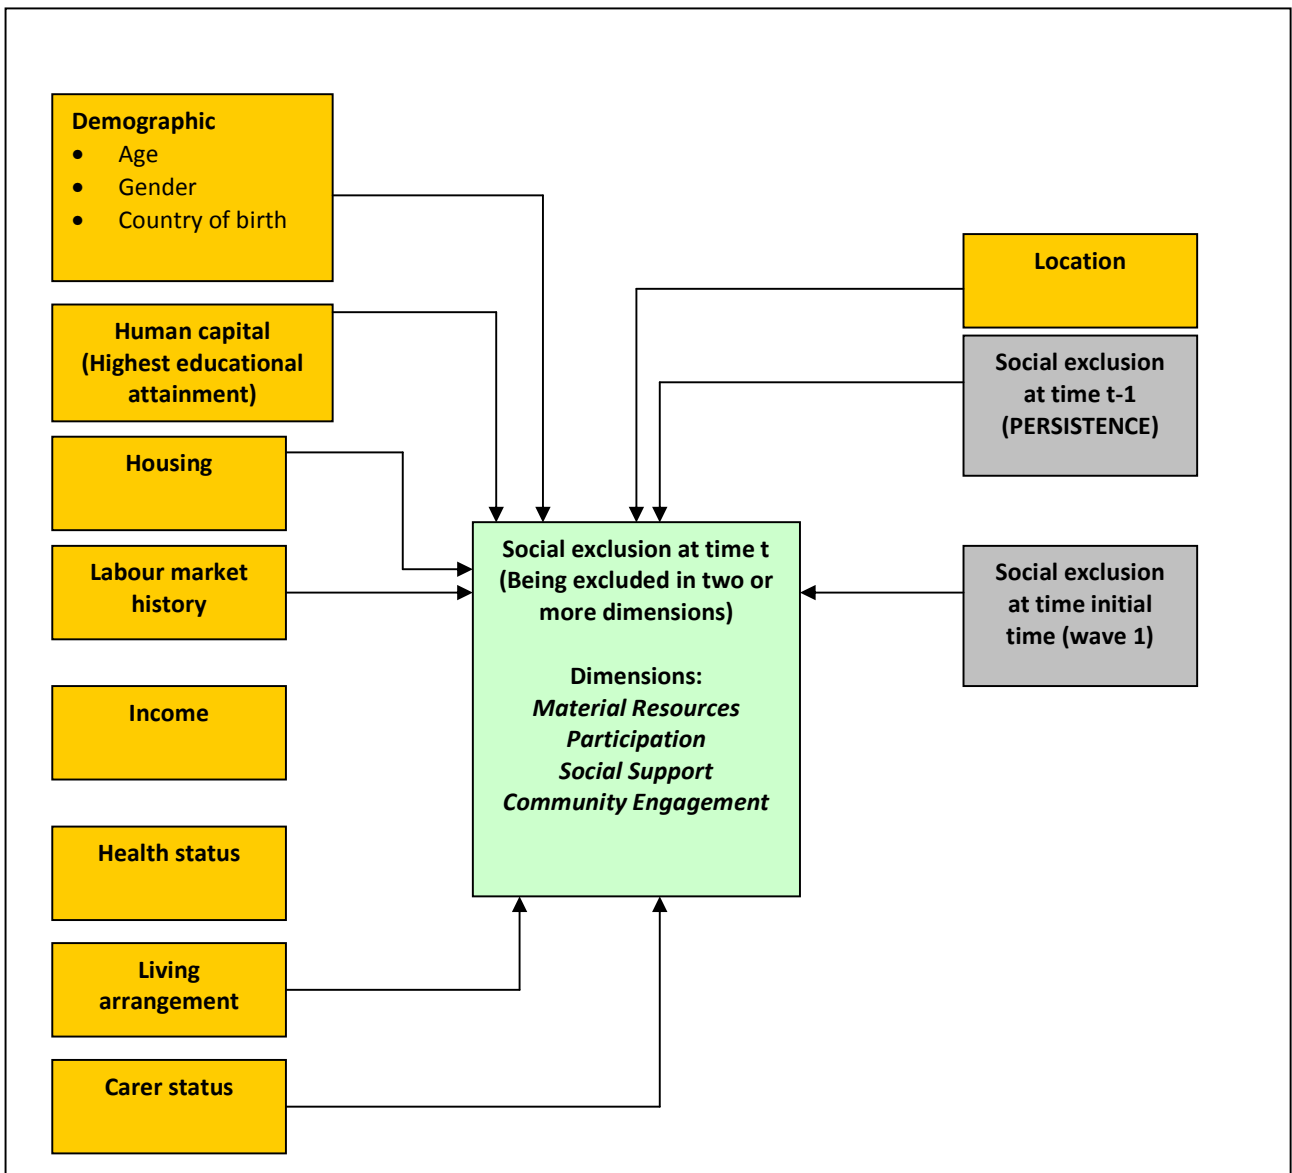 Demographic
• Age
• Gender
• Country of birth
Human capital
(Highest educational
attainment)
Housing
Labour market
history
Income
Health status
Living
arrangement
Carer status
Social exclusion at time t
(Being excluded in two or
more dimensions)
Dimensions:
Material Resources
Participation
Social Support
Community Engagement
Location
Social exclusion
at time t-1
(PERSISTENCE)
Social exclusion
at time initial
time (wave 1)